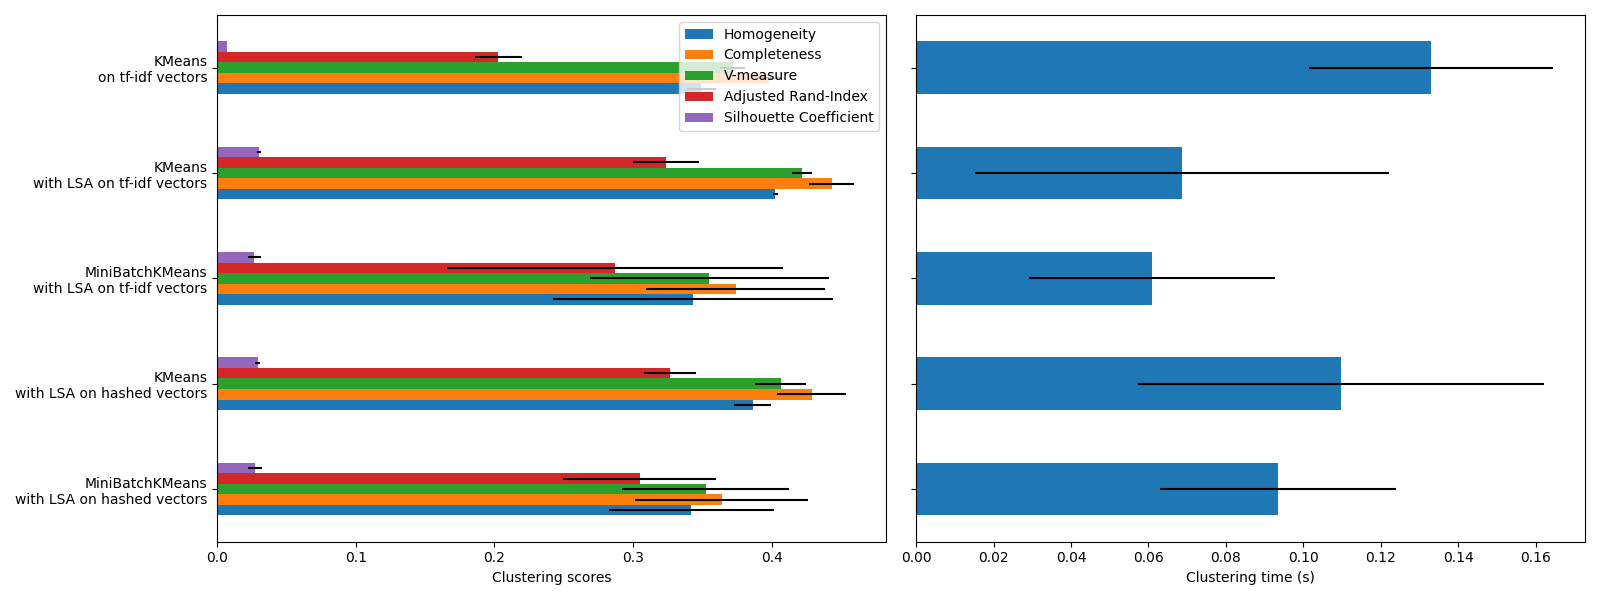 KMeans
on tf-idf vectors
KMeans
with LSA on tf-idf vectors
MiniBatchKMeans
with LSA on tf-idf vectors
KMeans
with LSA on hashed vectors
MiniBatchKMeans
with LSA on hashed vectors
Homogeneity
Completeness
V-measure
Adjusted Rand-Index
Silhouette Coefficient
0.0 0.1 0.2 0.3 0.4
Clustering scores
0.00 0.02 0.04 0.06 0.08 0.10 0.12 0.14 0.16
Clustering time (s)